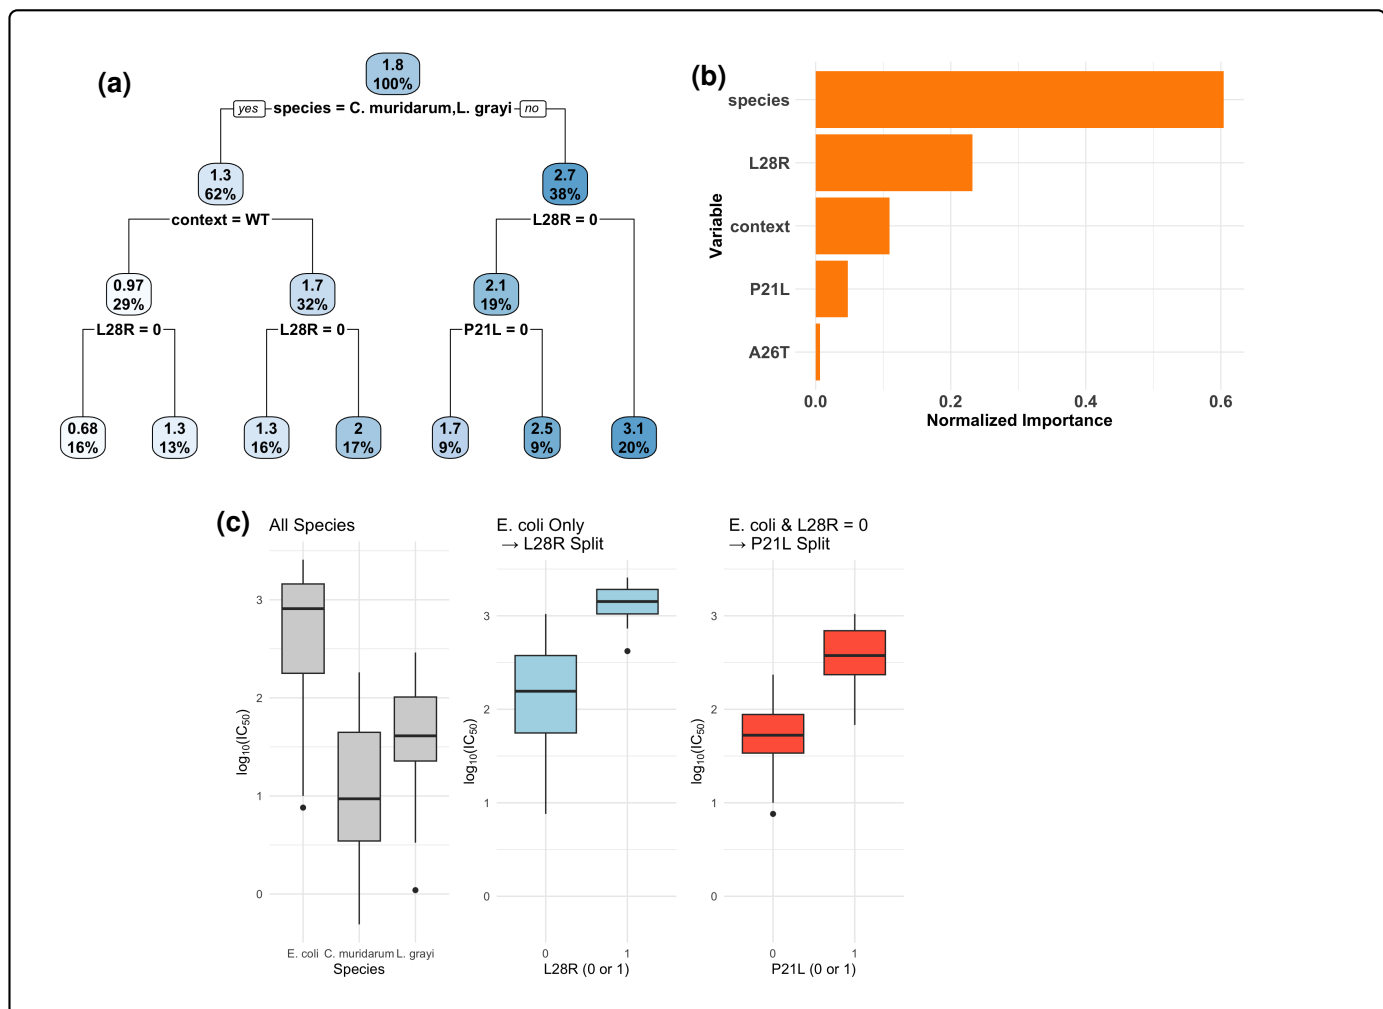 (a)
1.8
100%
yes species = C. muridarum,L. grayi no
1.3
62%
2.7
38%
context = WT
L28R = 0
0.97
29%
1.7
32%
2.1
19%
L28R = 0
L28R = 0
P21L = 0
0.68
16%
1.3
13%
1.3
16%
2
17%
1.7
9%
2.5
9%
3.1
20%
(b)
Variable
species
L28R
context
P21L
A26T
0.0 0.2 0.4 0.6
Normalized Importance
(c)
All Species
log10(IC50)
3
2
1
0
E. coli C. muridarum L. grayi
Species
E. coli Only
→ L28R Split
log10(IC50)
3
2
1
0
0 1
L28R (0 or 1)
E. coli & L28R = 0
→ P21L Split
log10(IC50)
3
2
1
0
0 1
P21L (0 or 1)